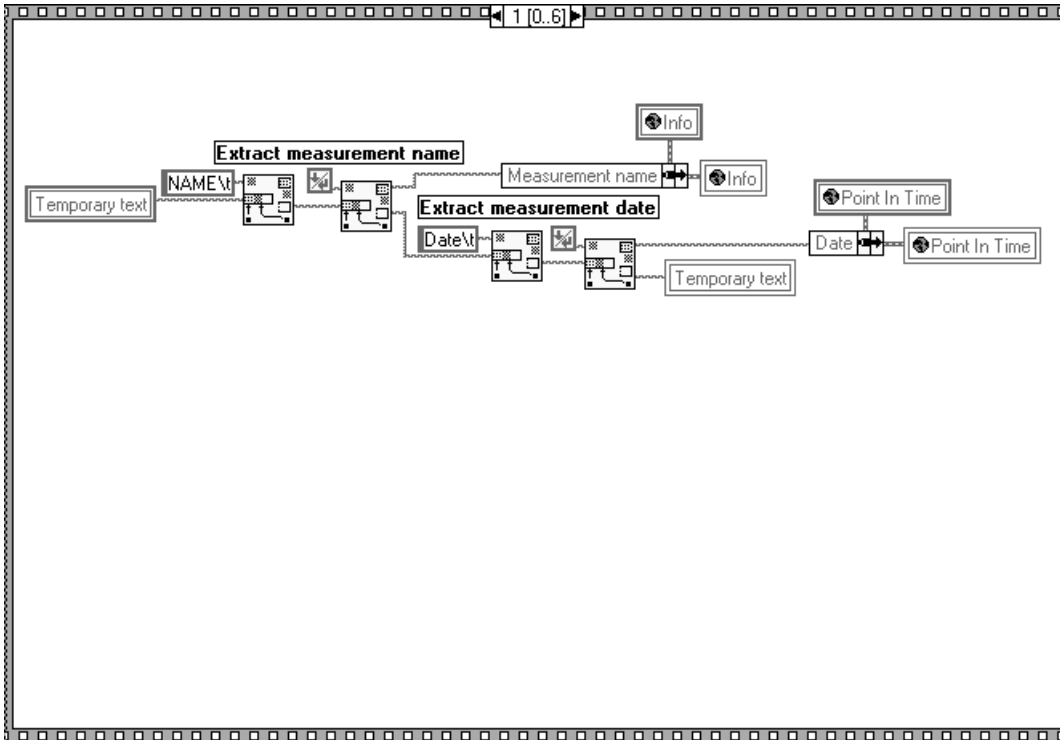 1 [0..6]
Info
Extract measurement name
NAME\t
Measurement name
Info
Temporary text
Point In Time
Extract measurement date
Date\t
Date
Point In Time
Temporary text